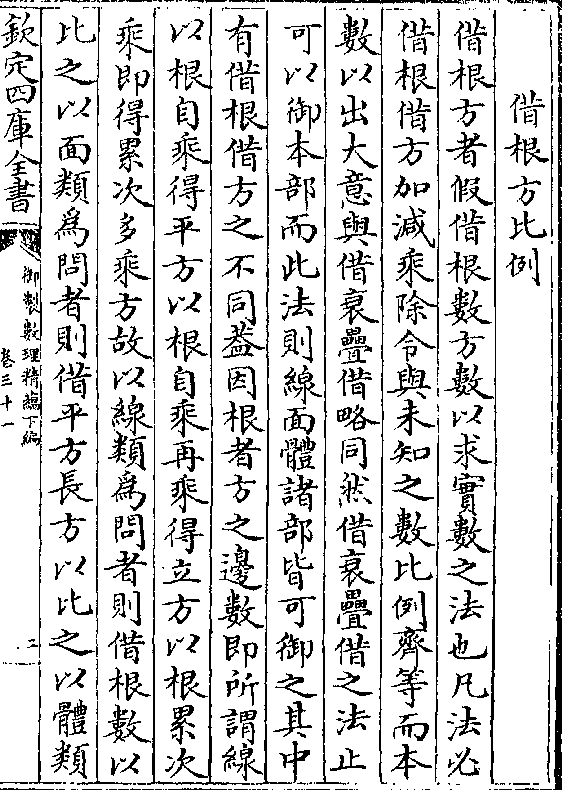 借根方比例
借根方者假借根數方數以求實數之法也凡法必
借根借方加減乘除令與未知之數比例齊等而本
數以出大意與借衰疊借略同然借衰疊借之法止
可以御本部而此法則線面體諸部皆可御之其中
有借根借方之不同葢因根者方之邊數即所謂線
以根自乘得平方以根自乘再乘得立方以根累次
乘即得累次多乘方故以線類為問者則借根數以
比之以面類為問者則借平方長方以比之以體類
欽定四庫全書
御製數理精蘊下編
卷三十一
二